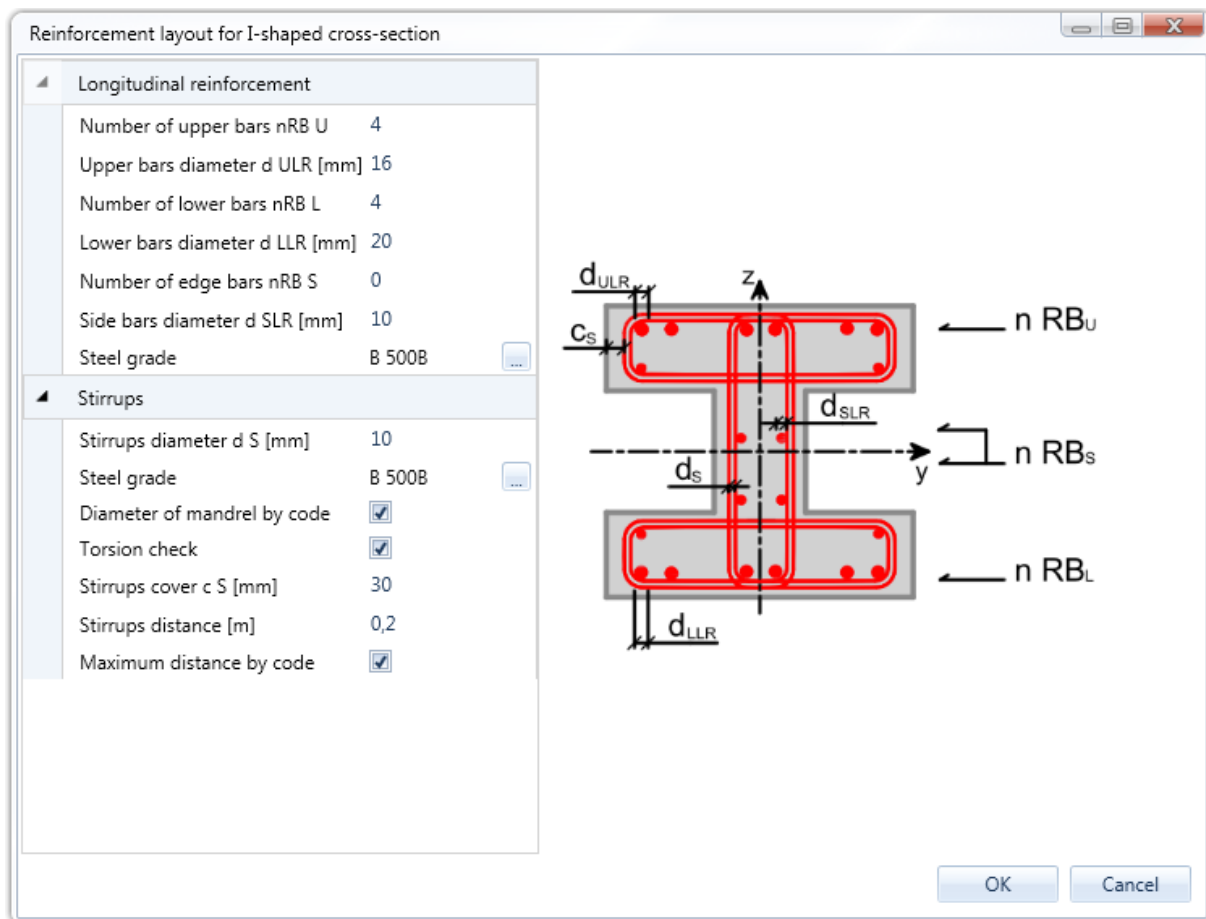 Reinforcement layout for I-shaped cross-section
Longitudinal reinforcement
Number of upper bars nRB U 4
Upper bars diameter d ULR [mm] 16
Number of lower bars nRB L 4
Lower bars diameter d LLR [mm] 20
Number of edge bars nRB S 0
Side bars diameter d SLR [mm] 10
Steel grade B 500B ...
Stirrups
Stirrups diameter d S [mm] 10
Steel grade B 500B ...
Diameter of mandrel by code
Torsion check
Stirrups cover c S [mm] 30
Stirrups distance [m] 0,2
Maximum distance by code
dULR
z
n RBU
cS
dSLR
n RBS
y
dS
n RBL
dLLR
OK Cancel